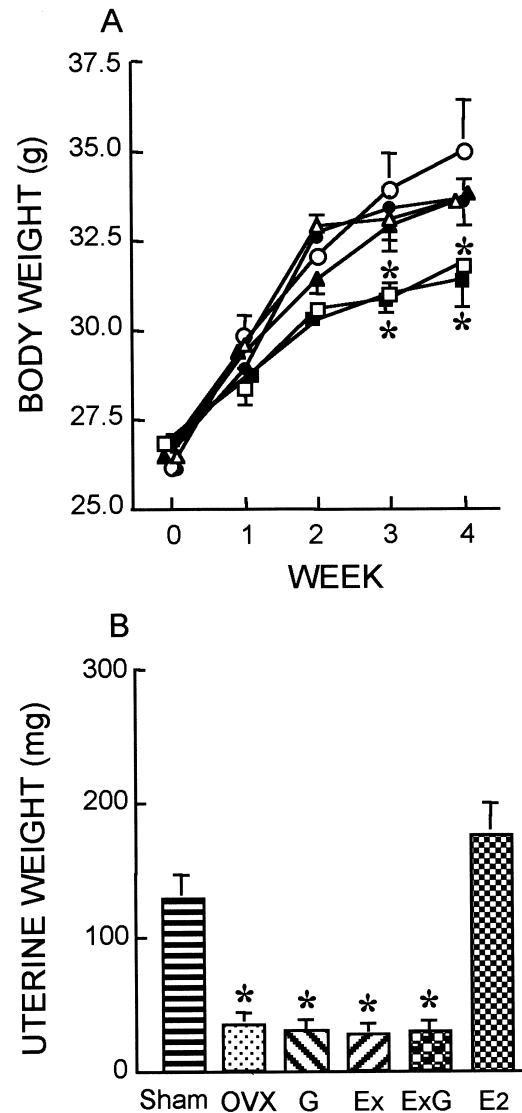 A
37.5
35.0
32.5
30.0
27.5
25.0
BODY WEIGHT (g)
* *
* *
0 1 2 3 4
WEEK
B
300
200
100
0
UTERINE WEIGHT (mg)
* * * *
Sham OVX G Ex ExG E2